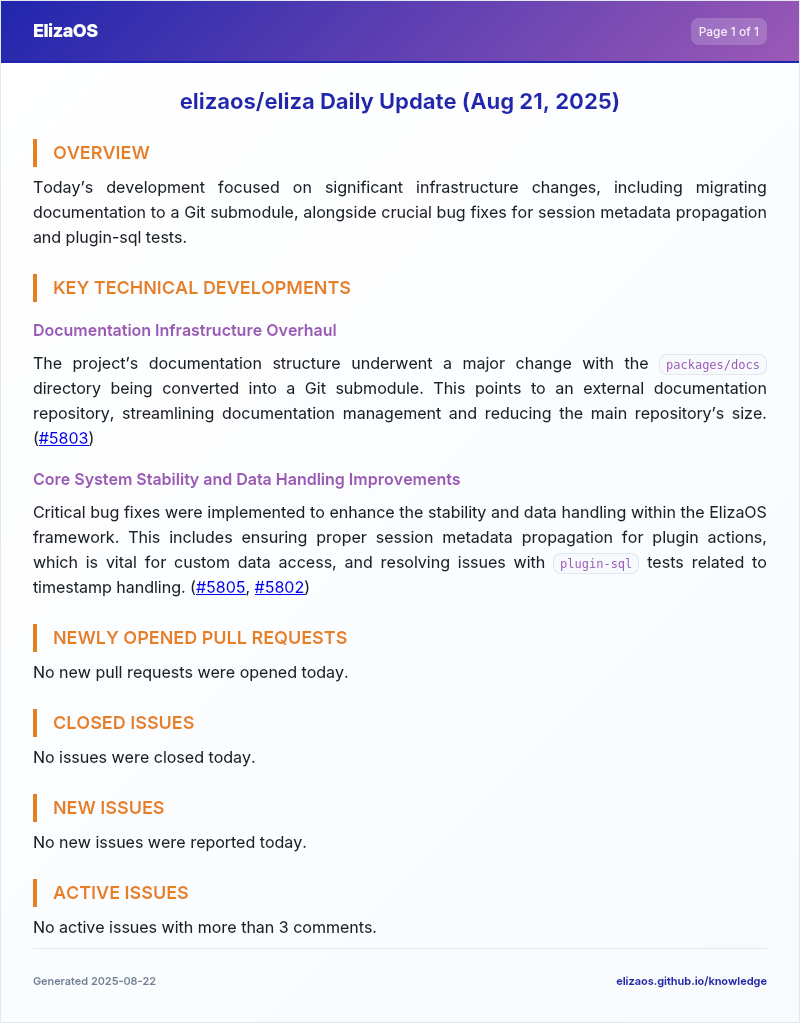 ElizaOS
Page 1 of 1
elizaos/eliza Daily Update (Aug 21, 2025)
OVERVIEW
Today’s development focused on significant infrastructure changes, including migrating
documentation to a Git submodule, alongside crucial bug fixes for session metadata propagation
and plugin-sql tests.
KEY TECHNICAL DEVELOPMENTS
Documentation Infrastructure Overhaul
The project’s documentation structure underwent a major change with the packages/docs
directory being converted into a Git submodule. This points to an external documentation
repository, streamlining documentation management and reducing the main repository’s size.
(#5803)
Core System Stability and Data Handling Improvements
Critical bug fixes were implemented to enhance the stability and data handling within the ElizaOS
framework. This includes ensuring proper session metadata propagation for plugin actions,
which is vital for custom data access, and resolving issues with plugin-sql tests related to
timestamp handling. (#5805, #5802)
NEWLY OPENED PULL REQUESTS
No new pull requests were opened today.
CLOSED ISSUES
No issues were closed today.
NEW ISSUES
No new issues were reported today.
ACTIVE ISSUES
No active issues with more than 3 comments.
Generated 2025-08-22
elizaos.github.io/knowledge